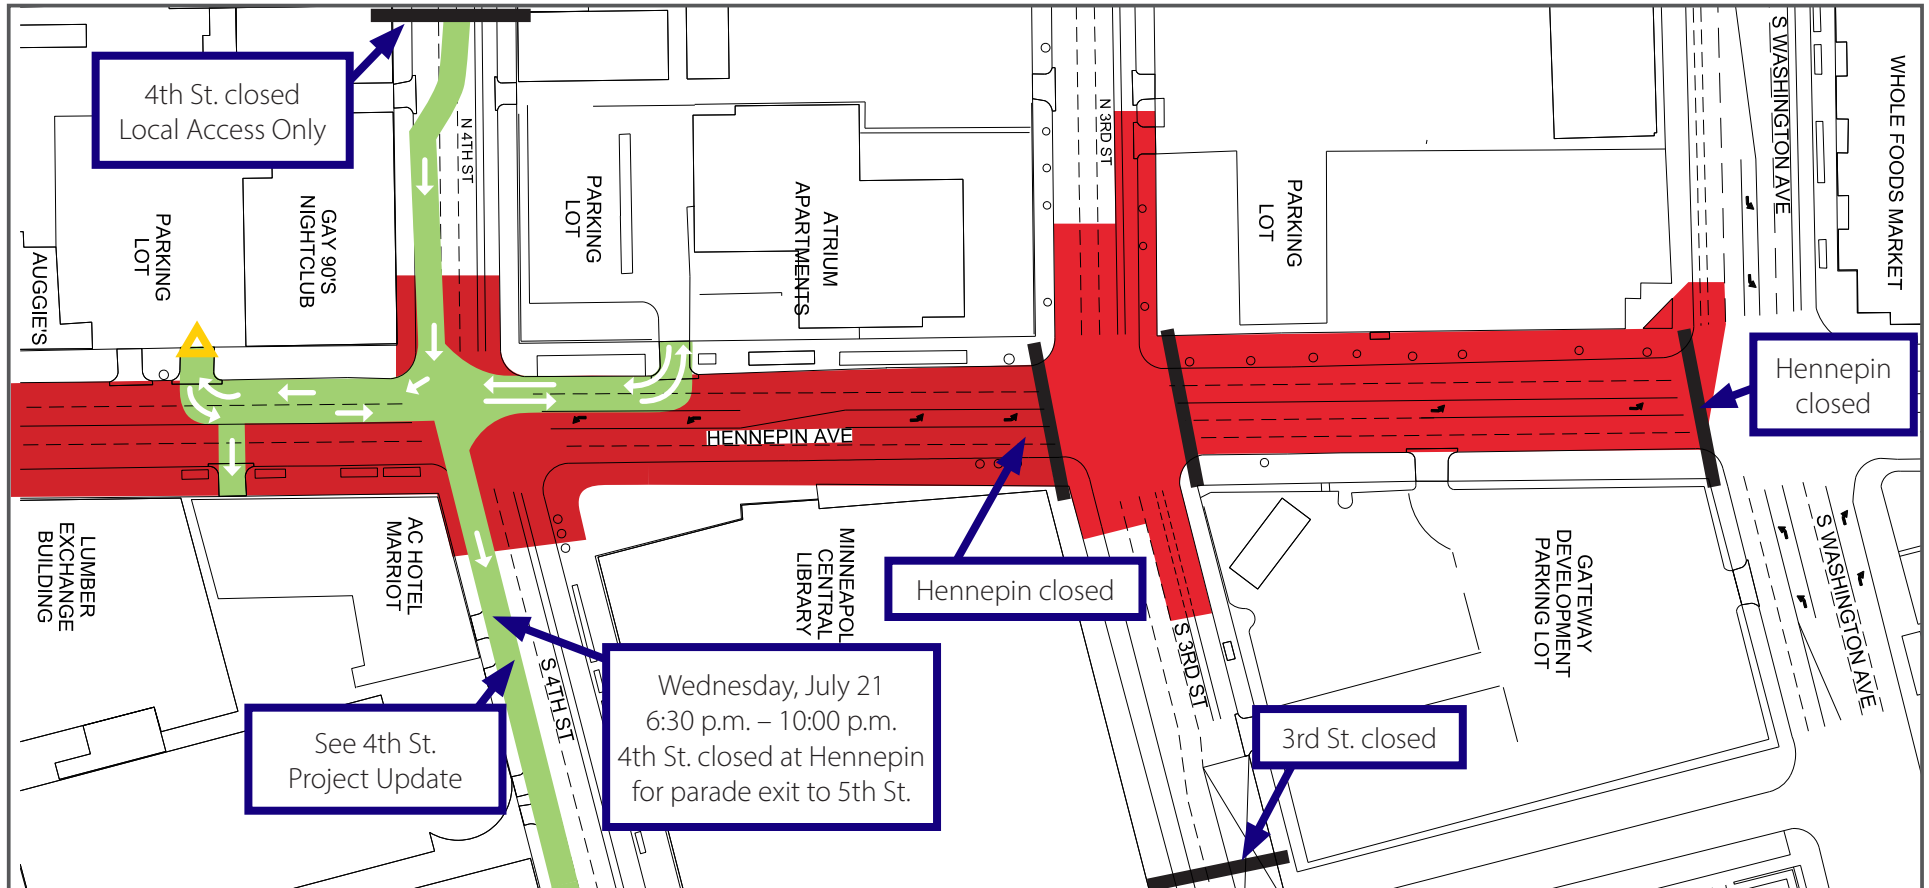 4th St. closed
Local Access Only
N 4TH ST
PARKING
LOT
GAY 90'S
NIGHTCLUB
AUGGIE'S
PARKING
LOT
ATRIUM
APARTMENTS
N 3RD ST
PARKING
LOT
S WASHINGTON AVE
WHOLE FOODS MARKET
Hennepin
closed
HENNEPIN AVE
LUMBER
EXCHANGE
BUILDING
AC HOTEL
MARRIOT
MINNEAPOL
CENTRAL
LIBRARY
Hennepin closed
GATEWAY
DEVELOPMENT
PARKING LOT
S WASHINGTON AVE
S 4TH ST
S 3RD ST
See 4th St.
Project Update
Wednesday, July 21
6:30 p.m. – 10:00 p.m.
4th St. closed at Hennepin
for parade exit to 5th St.
3rd St. closed